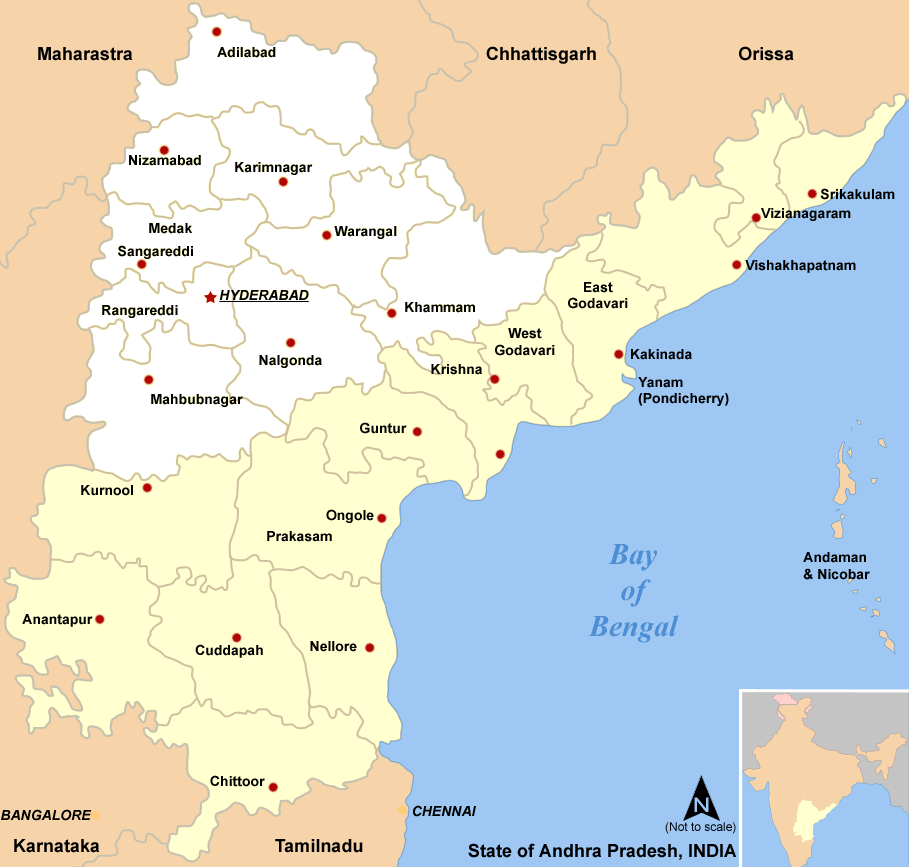 Maharastra
Chhattisgarh
Orissa
Adilabad
Nizamabad
Karimnagar
Srikakulam
Vizianagaram
Medak
Warangal
Sangareddi
Vishakhapatnam
HYDERABAD
East
Godavari
Rangareddi
Khammam
West
Godavari
Nalgonda
Kakinada
Krishna
Yanam
(Pondicherry)
Mahbubnagar
Guntur
Kurnool
Ongole
Prakasam
Bay
of
Bengal
Andaman
& Nicobar
Anantapur
Cuddapah
Nellore
Chittoor
BANGALORE
CHENNAI
N
(Not to scale)
Karnataka
Tamilnadu
State of Andhra Pradesh, INDIA